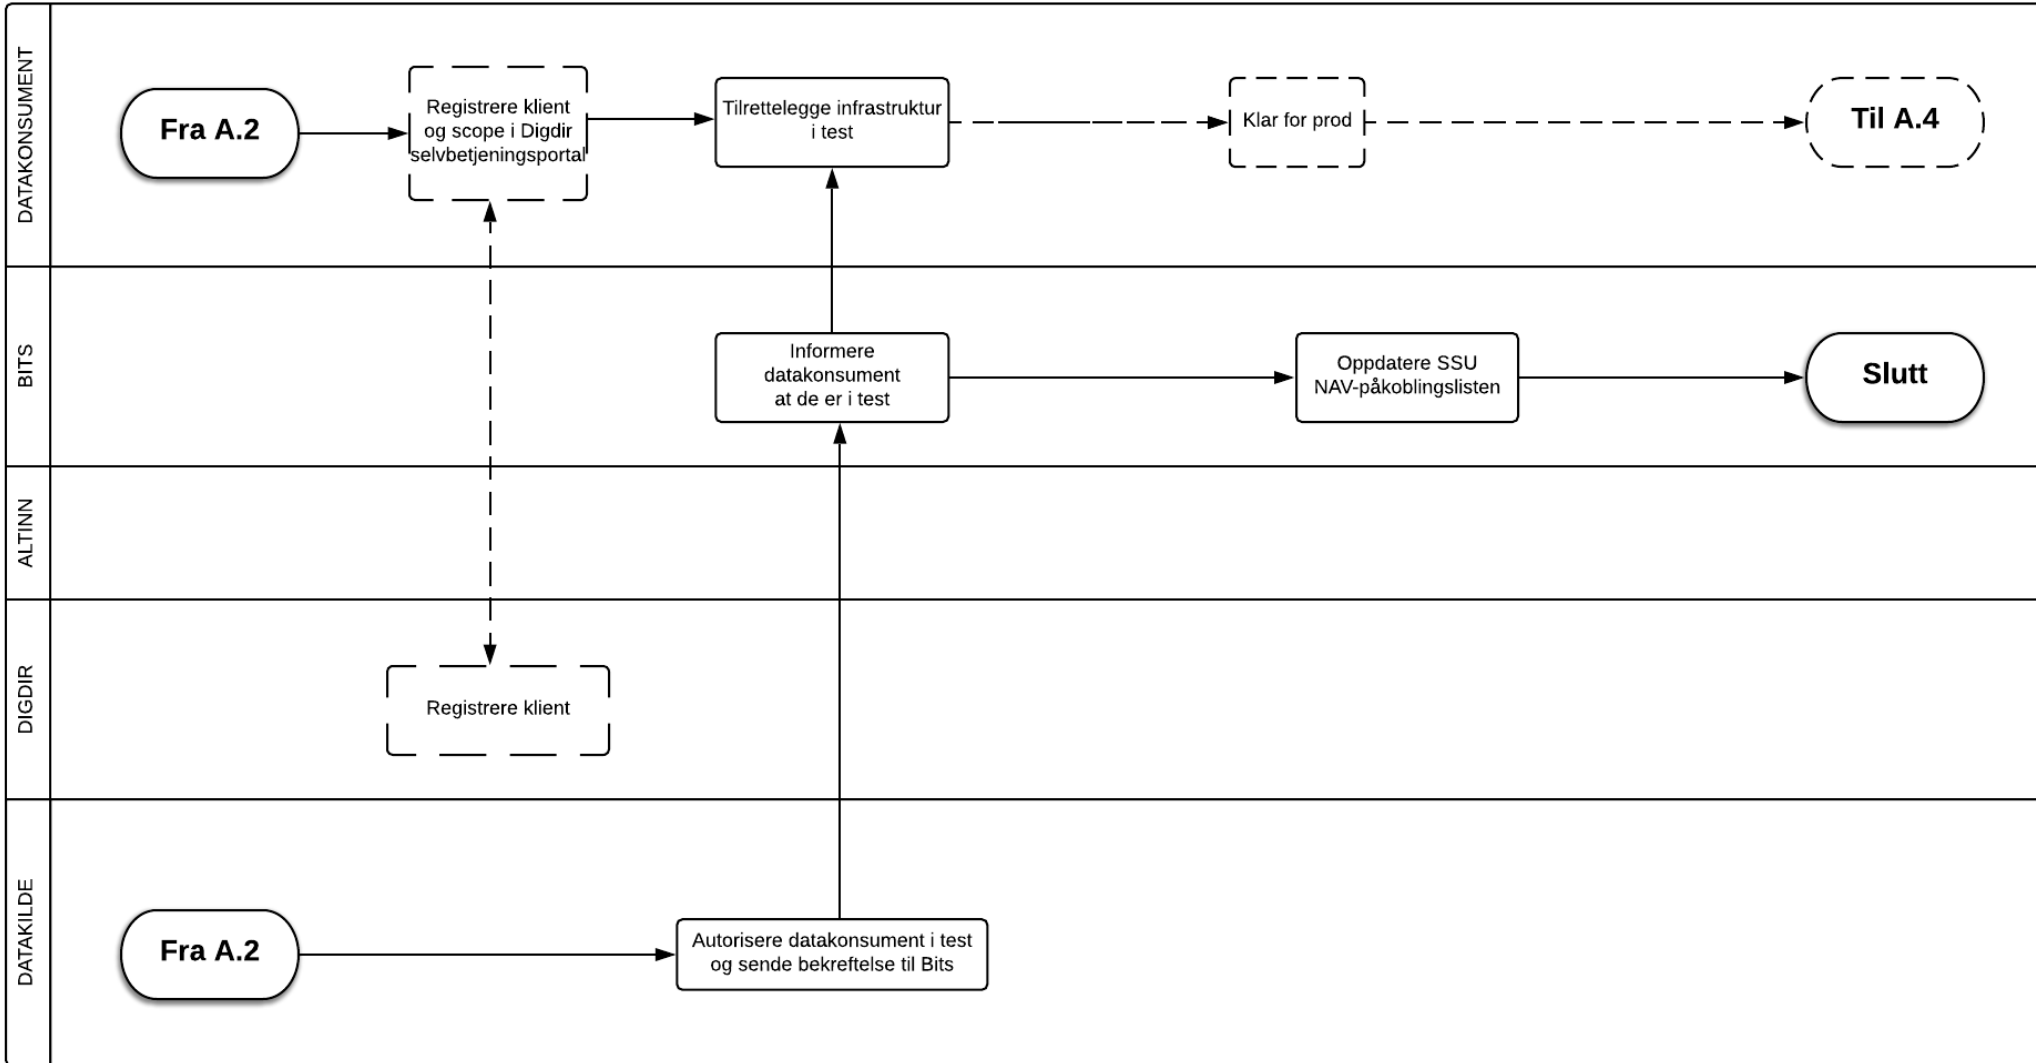 DATAKONSUMENT
Fra A.2
Registrere klient
og scope i Digdir
selvbetjeningsportal
Tilrettelegge infrastruktur
i test
Klar for prod
Til A.4
BITS
Informere
datakonsument
at de er i test
Oppdatere SSU
NAV-påkoblingslisten
Slutt
ALTINN
DIGDIR
Registrere klient
DATAKILDE
Fra A.2
Autorisere datakonsument i test
og sende bekreftelse til Bits